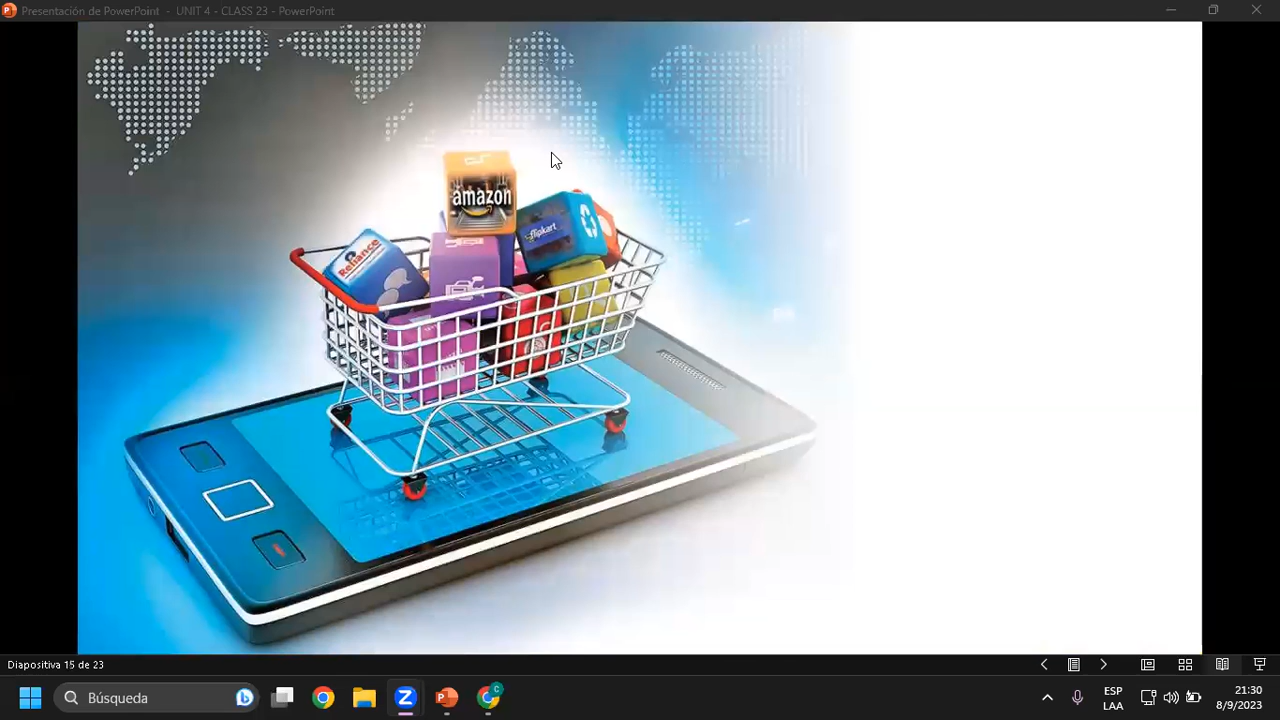 Presentación de PowerPoint - UNIT 4 - CLASS 23 - PowerPoint
amazon
flipkart
Reliance
Diapositiva 15 de 23
Búsqueda
ESP
LAA
21:30
8/9/2023